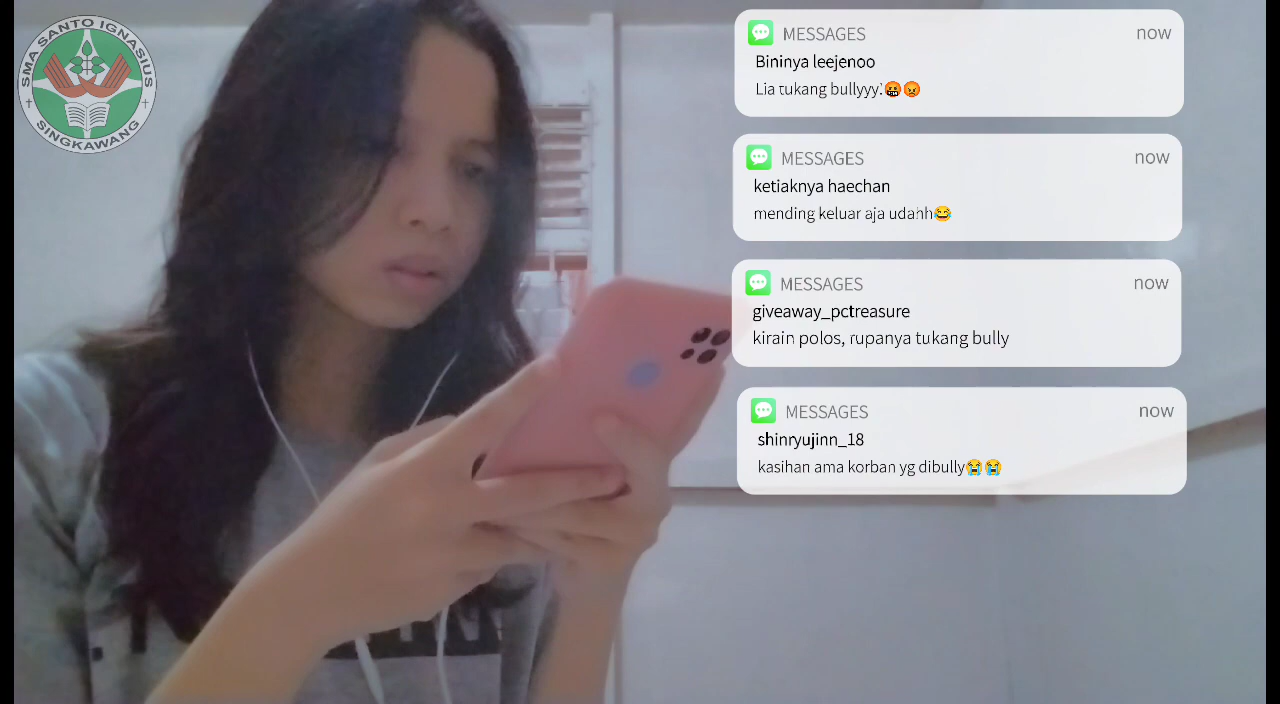 SMA SANTO IGNASIUS
SINGKAWANG
MESSAGES now
Bininya leejenoo
Lia tukang bullyyy!🤬😡
MESSAGES now
ketiaknya haechan
mending keluar aja udahh😂
MESSAGES now
giveaway_pctreasure
kirain polos, rupanya tukang bully
MESSAGES now
shinryujinn_18
kasihan ama korban yg dibully😭😭